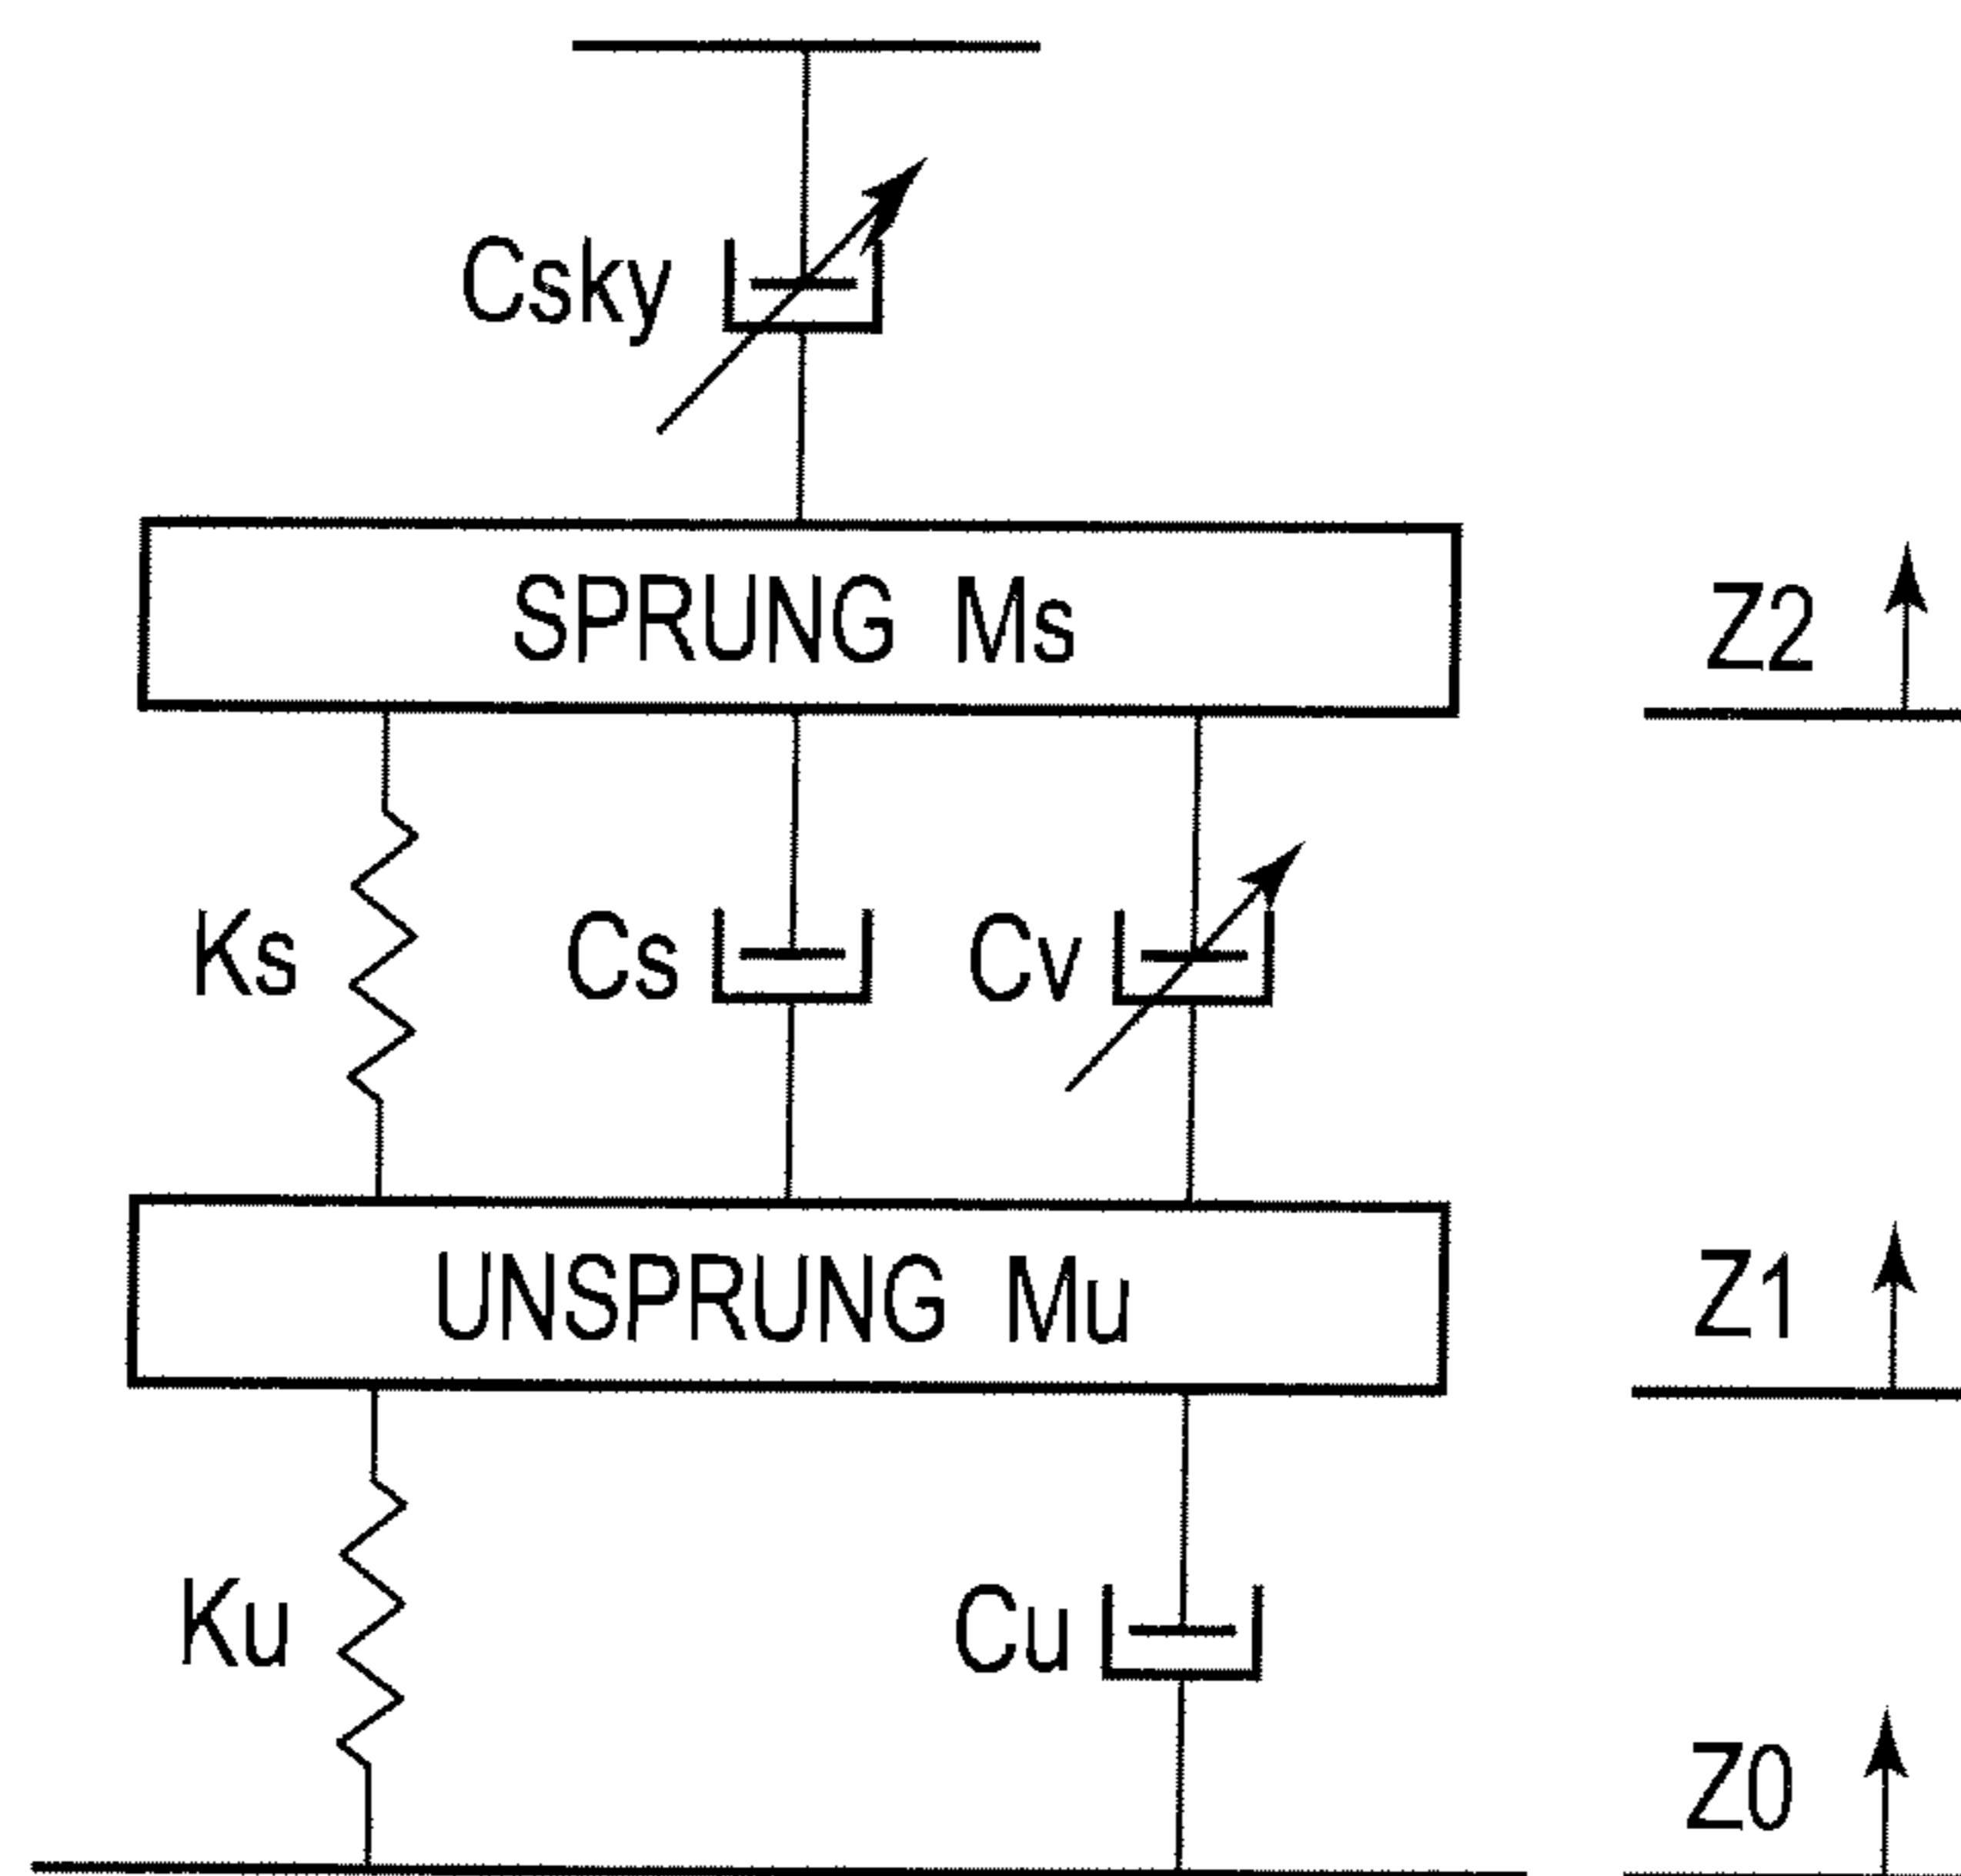 Csky
SPRUNG Ms
Z2
Ks
Cs
Cv
UNSPRUNG Mu
Z1
Ku
Cu
Z0